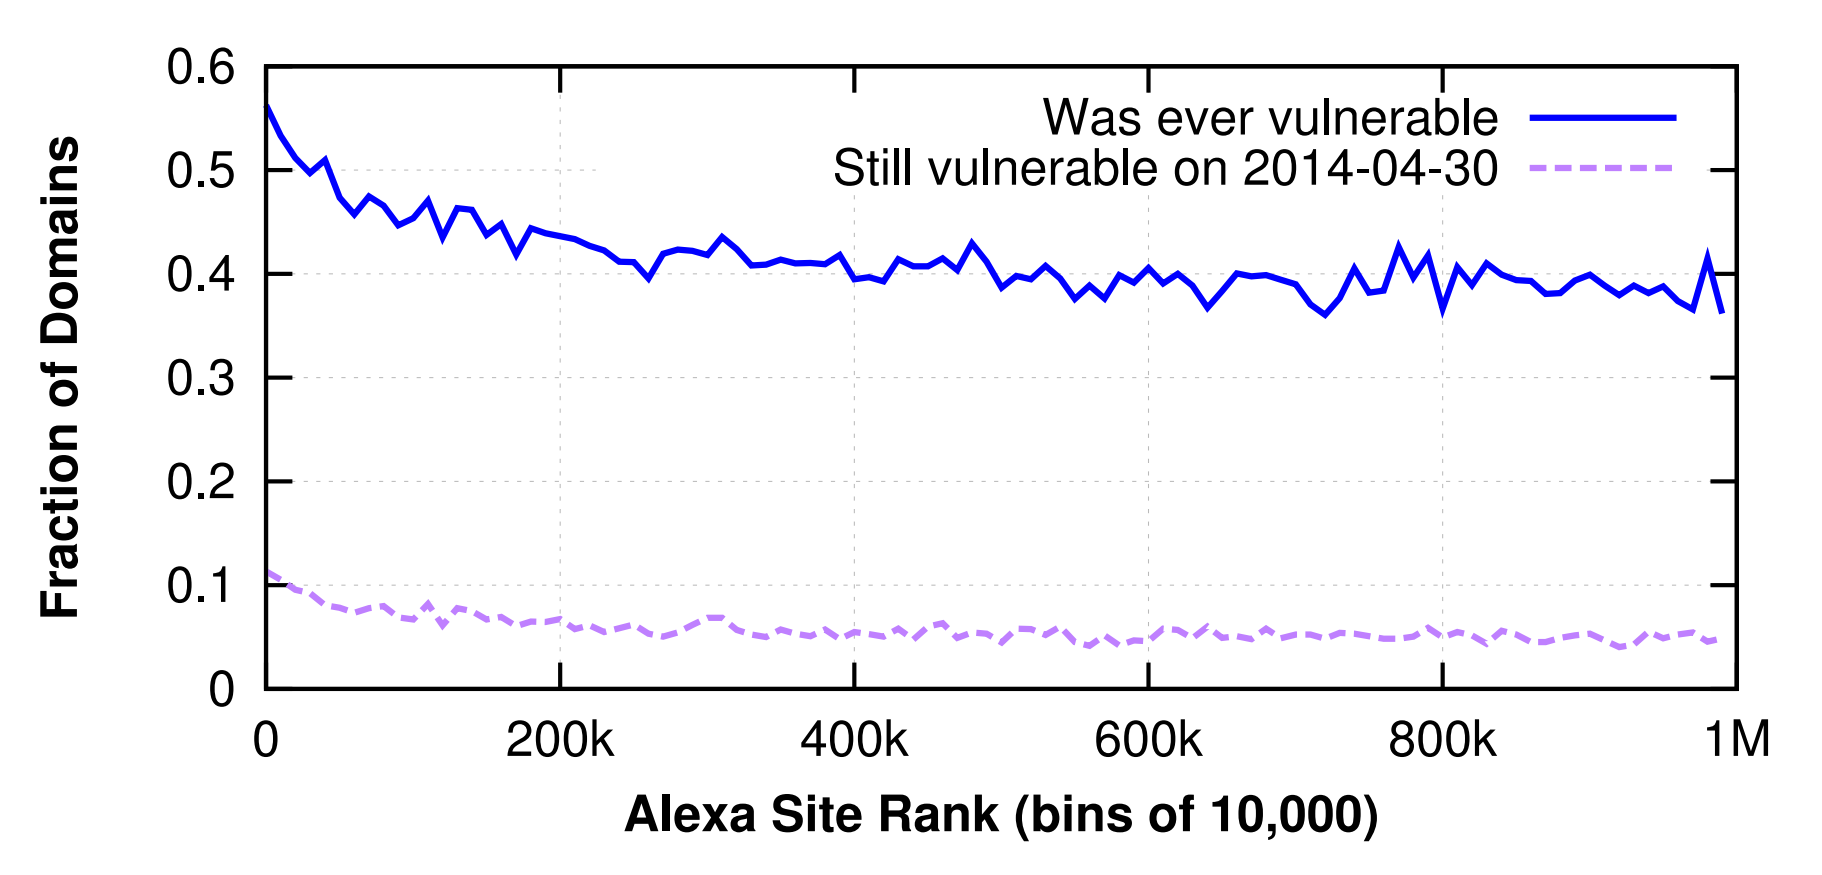 Fraction of Domains
0.6
0.5
0.4
0.3
0.2
0.1
0
Was ever vulnerable
Still vulnerable on 2014-04-30
0 200k 400k 600k 800k 1M
Alexa Site Rank (bins of 10,000)